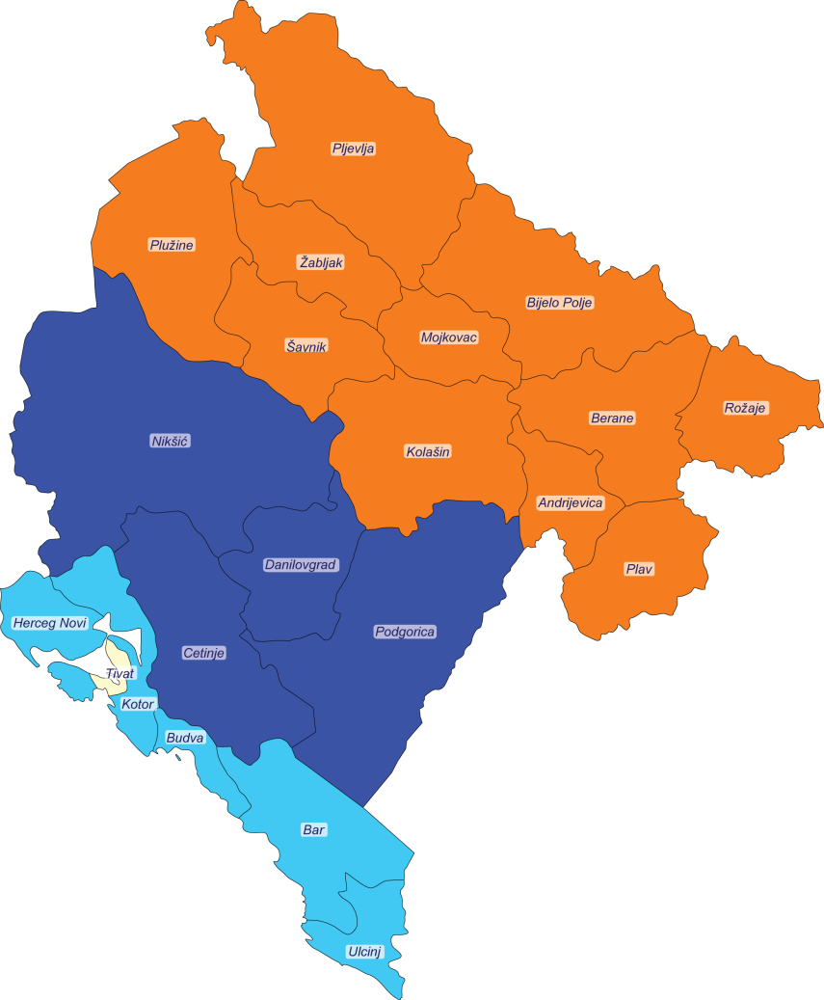 Pljevlja
Plužine
Žabljak
Bijelo Polje
Mojkovac
Šavnik
Rožaje
Berane
Nikšić
Kolašin
Andrijevica
Danilovgrad
Plav
Herceg Novi
Podgorica
Cetinje
Tivat
Kotor
Budva
Bar
Ulcinj